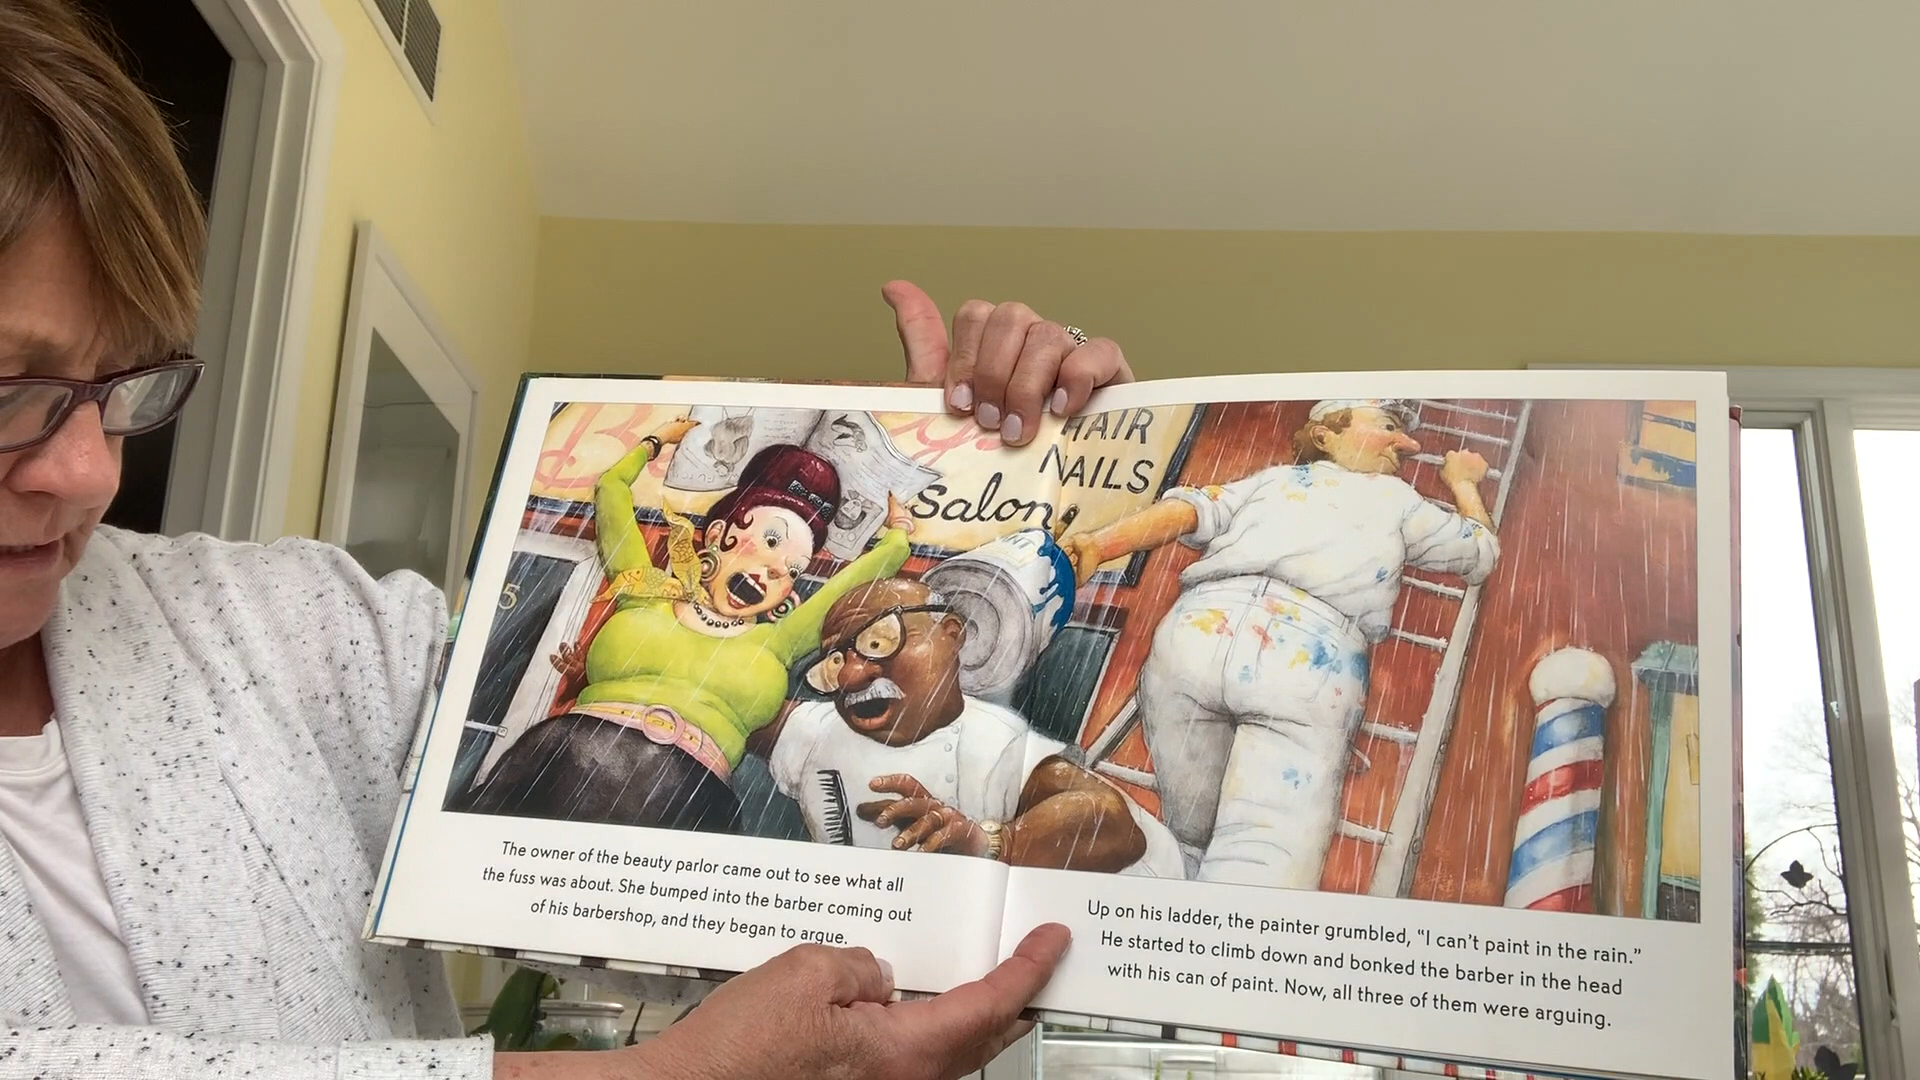 HAIR
NAILS
salon
5
The owner of the beauty parlor came out to see what all
the fuss was about. She bumped into the barber coming out
of his barbershop, and they began to argue.
Up on his ladder, the painter grumbled, “I can't paint in the rain.”
He started to climb down and bonked the barber in the head
with his can of paint. Now, all three of them were arguing.